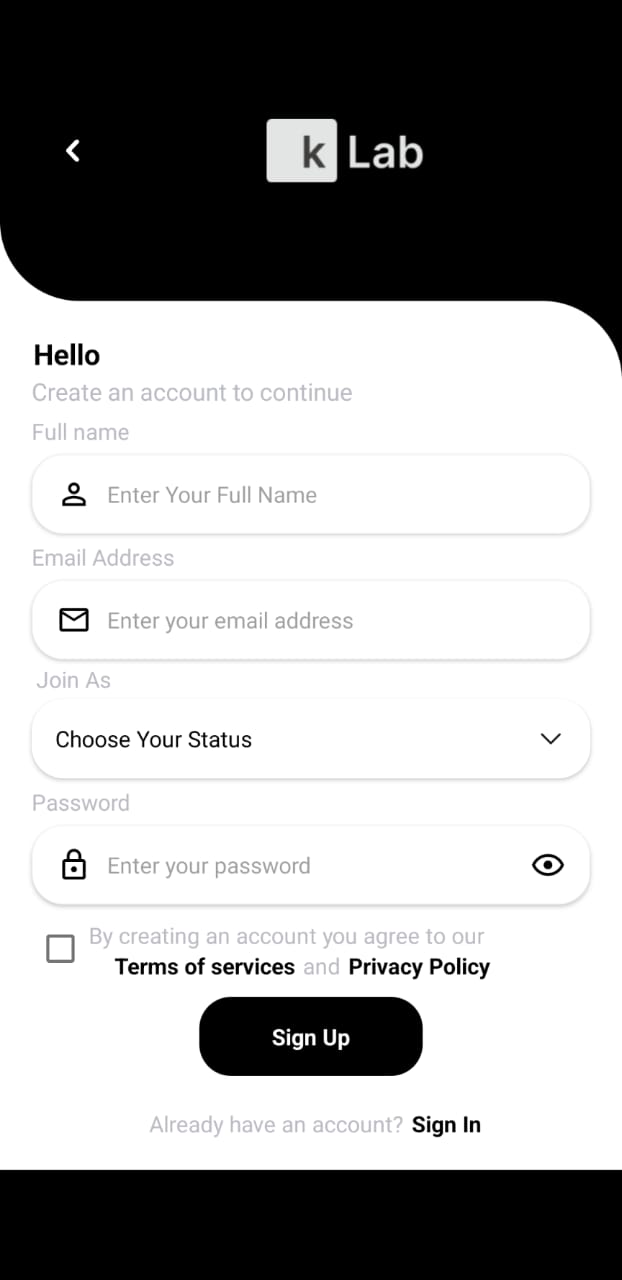 k Lab
Hello
Create an account to continue
Full name
Enter Your Full Name
Email Address
Enter your email address
Join As
Choose Your Status
Password
Enter your password
By creating an account you agree to our
Terms of services and Privacy Policy
Sign Up
Already have an account? Sign In